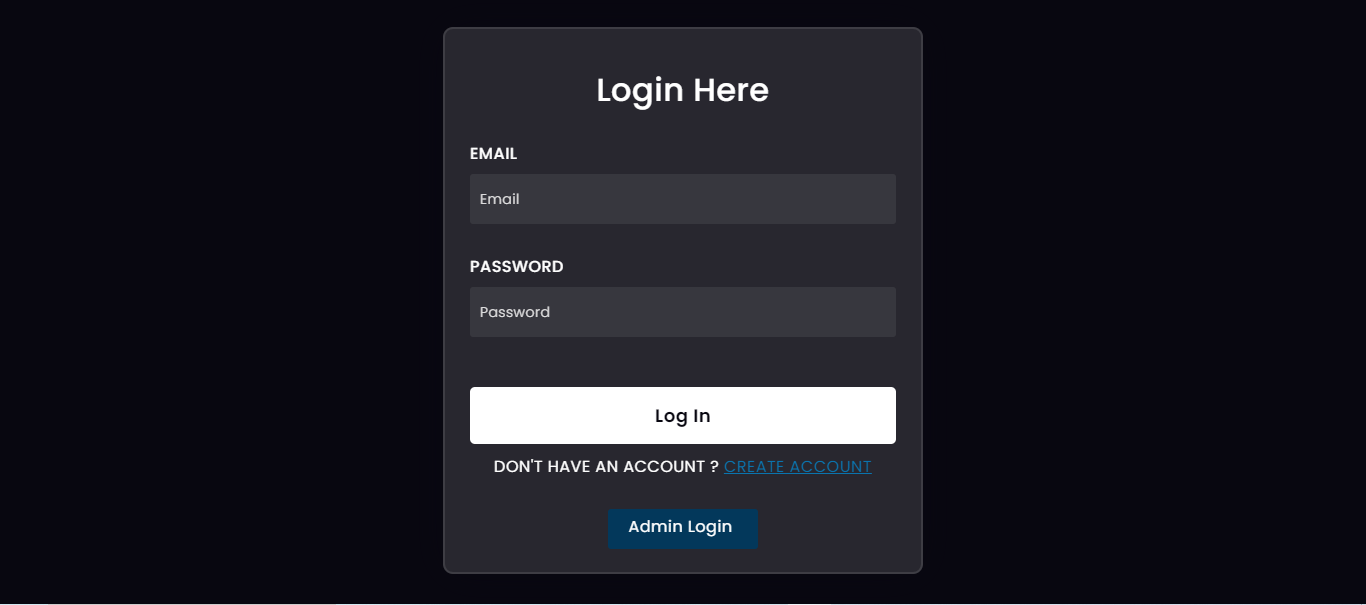 Login Here
EMAIL
Email
PASSWORD
Password
Log In
DON'T HAVE AN ACCOUNT ? CREATE ACCOUNT
Admin Login